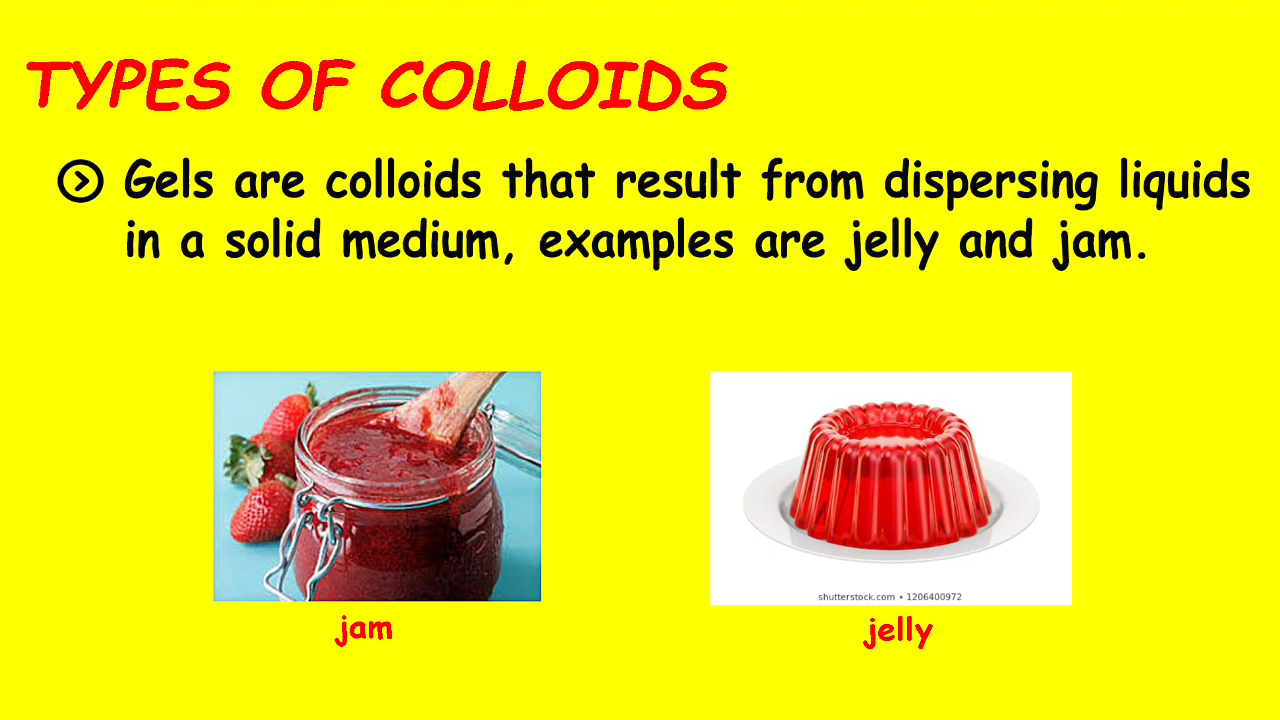 TYPES OF COLLOIDS
Gels are colloids that result from dispersing liquids
in a solid medium, examples are jelly and jam.
shutterstock.com • 1206400972
jam
jelly